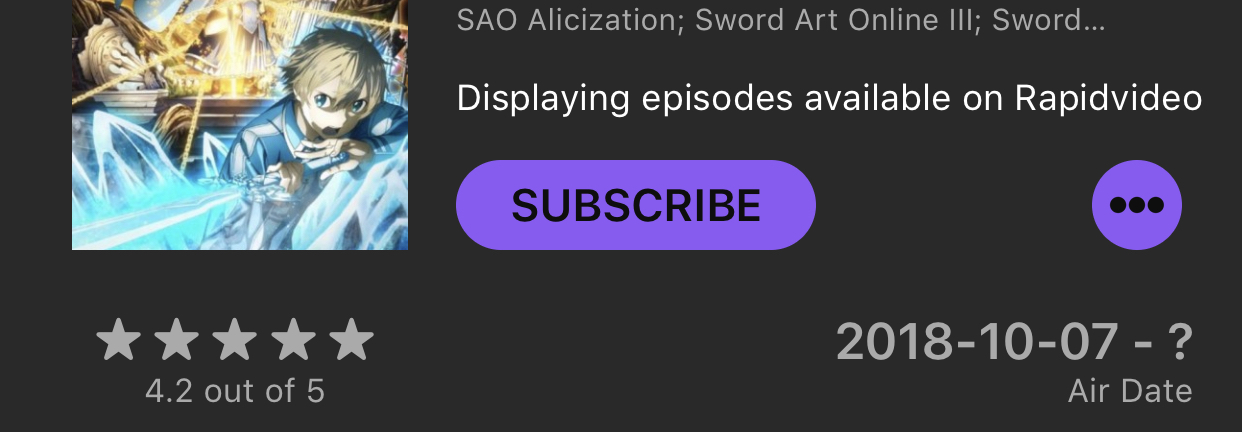 SAO Alicization; Sword Art Online III; Sword...
Displaying episodes available on Rapidvideo
SUBSCRIBE
4.2 out of 5
2018-10-07 - ?
Air Date